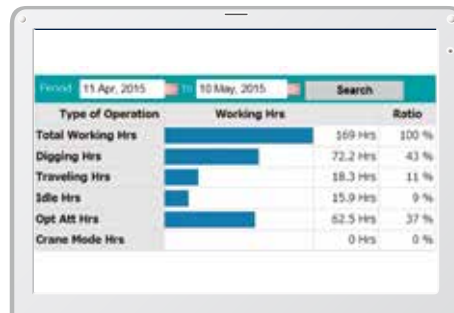 Period 11 Apr, 2015 to 10 May, 2015 Search
Type of Operation Working Hrs Ratio
Total Working Hrs 169 Hrs 100 %
Digging Hrs 72.2 Hrs 43 %
Traveling Hrs 18.3 Hrs 11 %
Idle Hrs 15.9 Hrs 9 %
Opt Att Hrs 62.5 Hrs 37 %
Crane Mode Hrs 0 Hrs 0 %